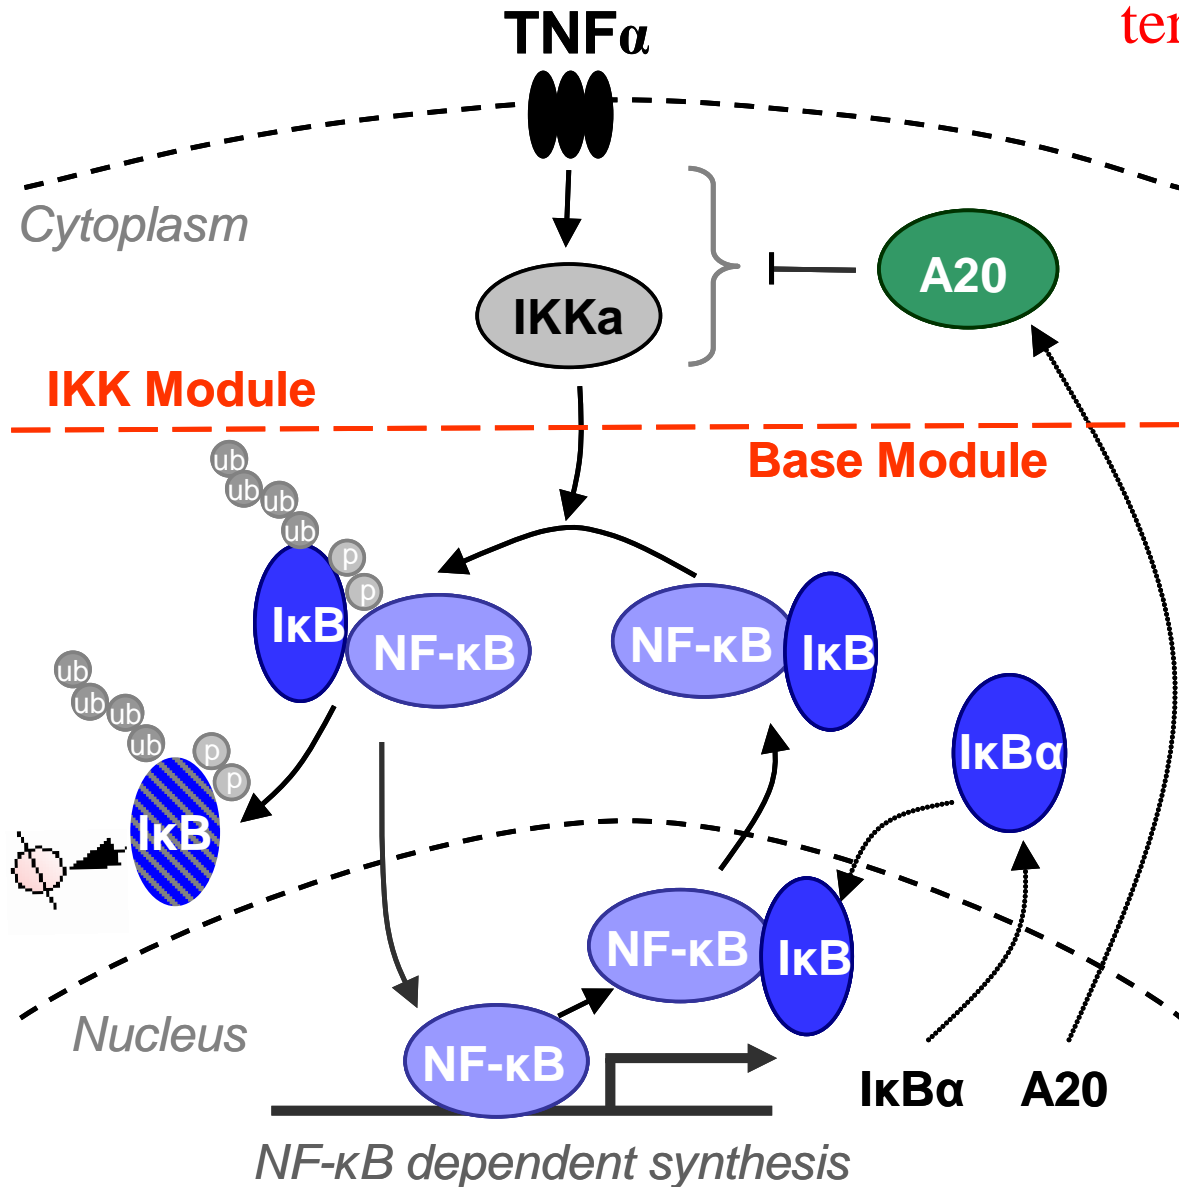 TNFα
ter
Cytoplasm
A20
IKKa
IKK Module
Base Module
ub
ub
ub
ub
p
p
IκB
NF-κB
NF-κB
IκB
ub
ub
ub
ub
p
p
IκB
IκBα
NF-κB
IκB
Nucleus
NF-κB
IκBα
A20
NF-κB dependent synthesis